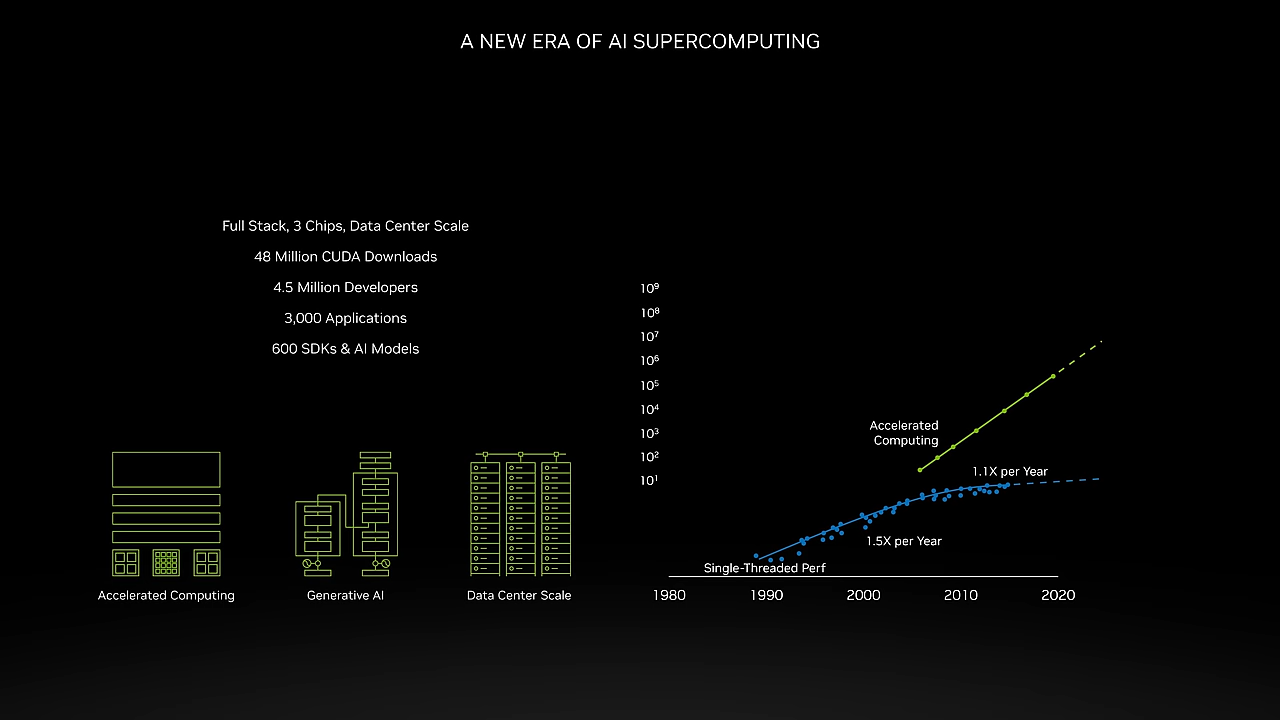 A NEW ERA OF AI SUPERCOMPUTING
Full Stack, 3 Chips, Data Center Scale
48 Million CUDA Downloads
4.5 Million Developers
3,000 Applications
600 SDKs & AI Models
Accelerated Computing
Generative AI
Data Center Scale
10⁹
10⁸
10⁷
10⁶
10⁵
10⁴
10³
10²
10¹
Accelerated
Computing
1.1X per Year
1.5X per Year
Single-Threaded Perf
1980 1990 2000 2010 2020